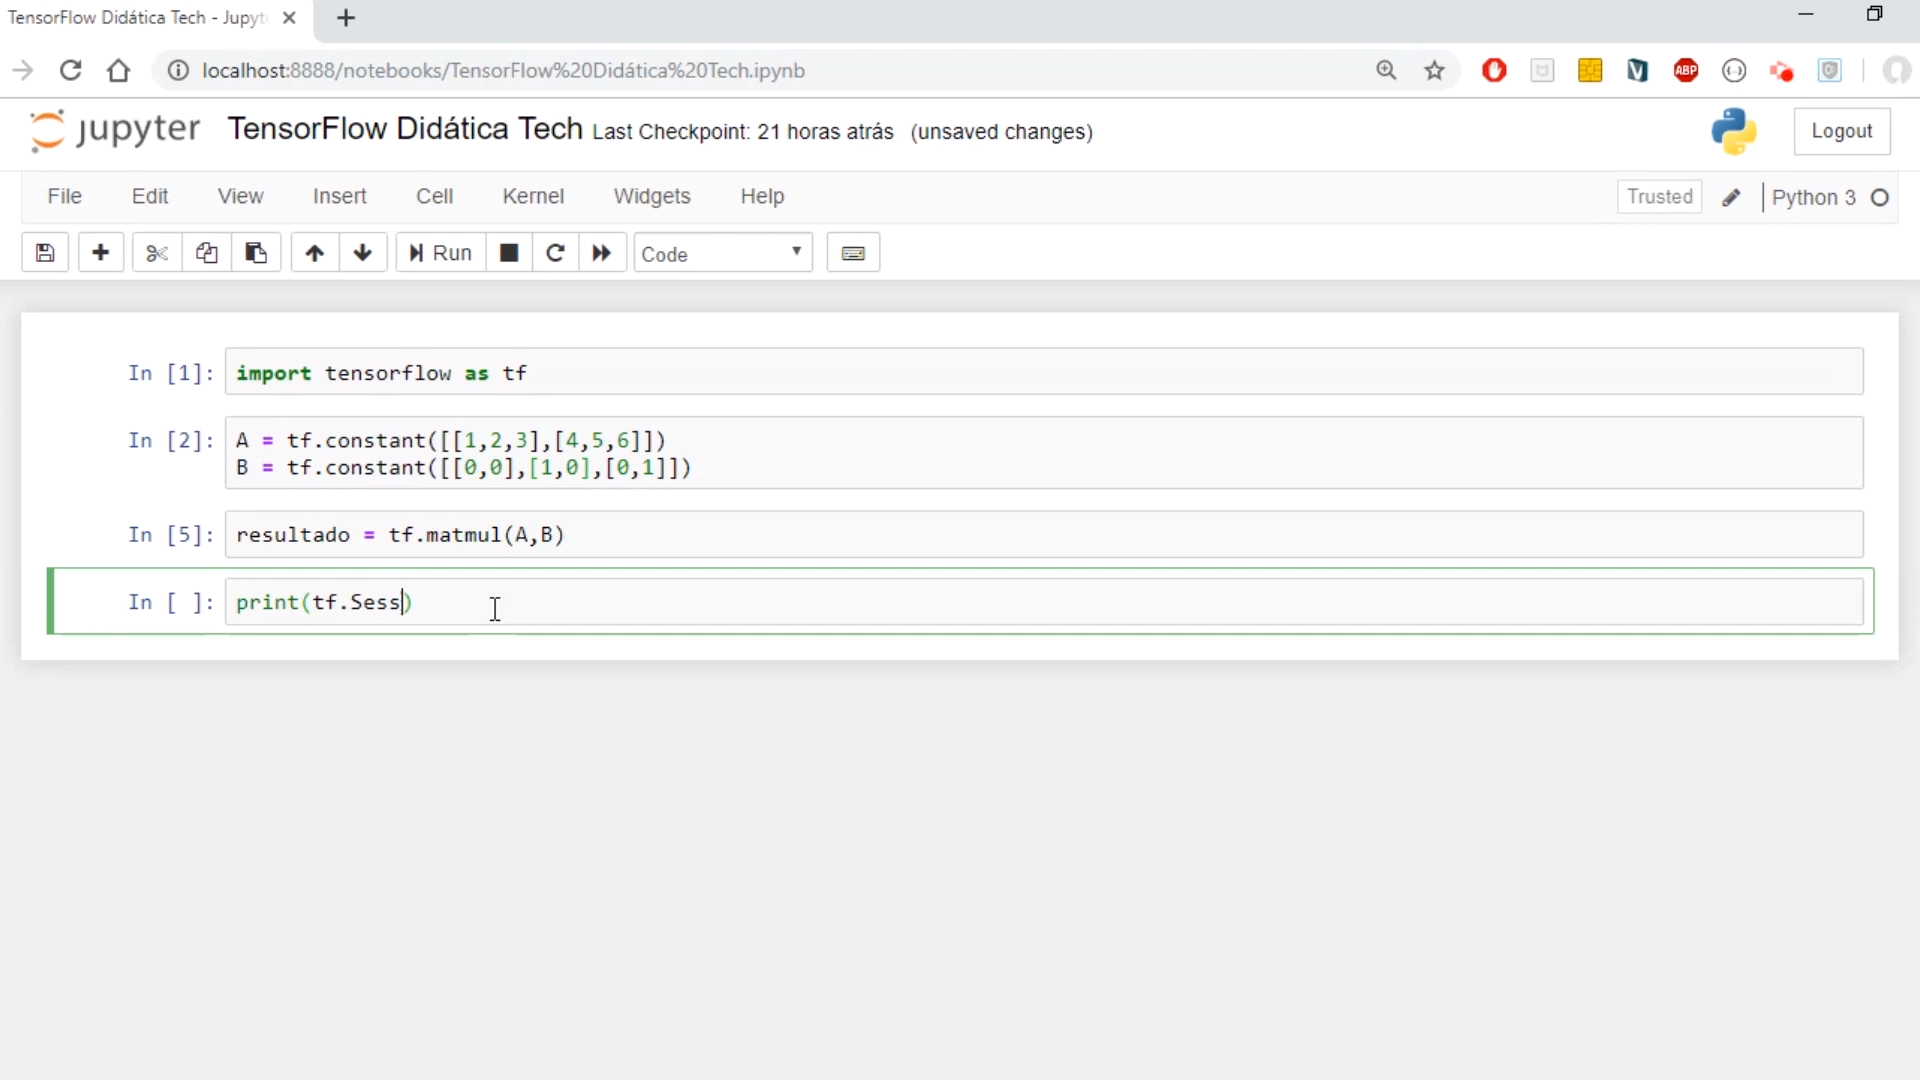 TensorFlow Didática Tech - Jupyt
localhost:8888/notebooks/TensorFlow%20Didática%20Tech.ipynb
ABP
jupyter TensorFlow Didática Tech Last Checkpoint: 21 horas atrás (unsaved changes)
Logout
File Edit View Insert Cell Kernel Widgets Help
Trusted Python 3
Run Code
In [1]: import tensorflow as tf
In [2]: A = tf.constant([[1,2,3],[4,5,6]])
B = tf.constant([[0,0],[1,0],[0,1]])
In [5]: resultado = tf.matmul(A,B)
In [ ]: print(tf.Sess)